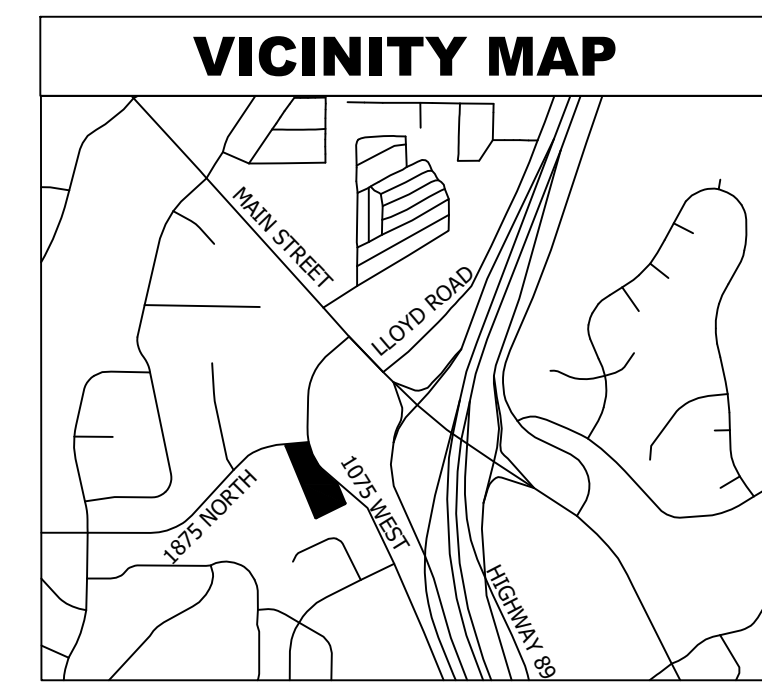 VICINITY MAP
MAIN STREET
LLOYD ROAD
1075 WEST
1875 NORTH
HIGHWAY 89